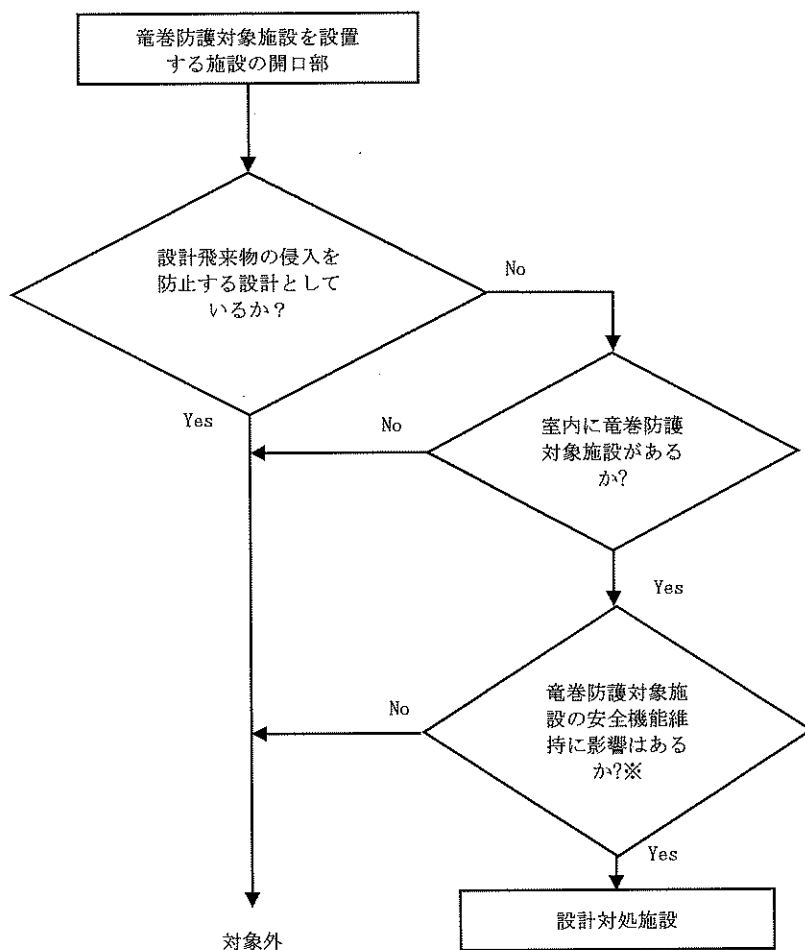 竜巻防護対象施設を設置
する施設の開口部
設計飛来物の侵入を
防止する設計として
いるか?
No
Yes
No
室内に竜巻防護
対象施設がある
か?
Yes
竜巻防護対象施
設の安全機能維
持に影響はある
か?※
No
Yes
対象外
設計対処施設